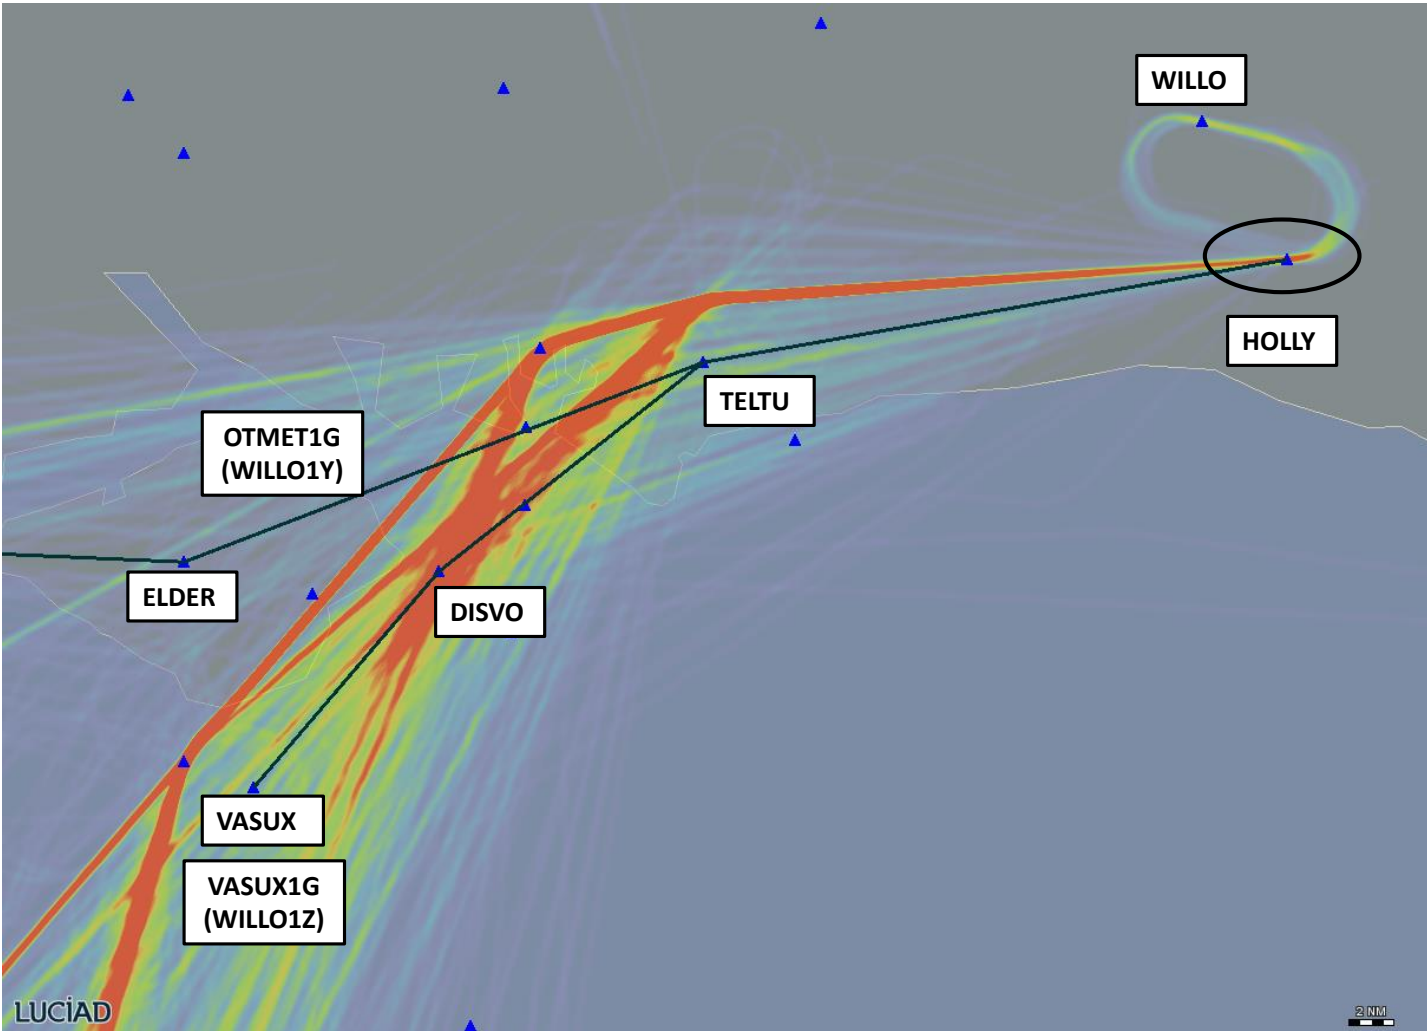 WILLO
HOLLY
TELTU
OTMET1G
(WILLO1Y)
ELDER
DISVO
VASUX
VASUX1G
(WILLO1Z)
LUCiAD
2 NM